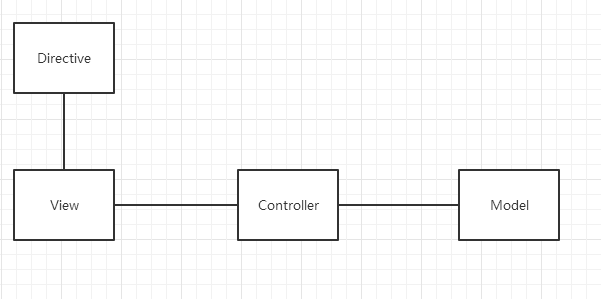 Directive
View
Controller
Model